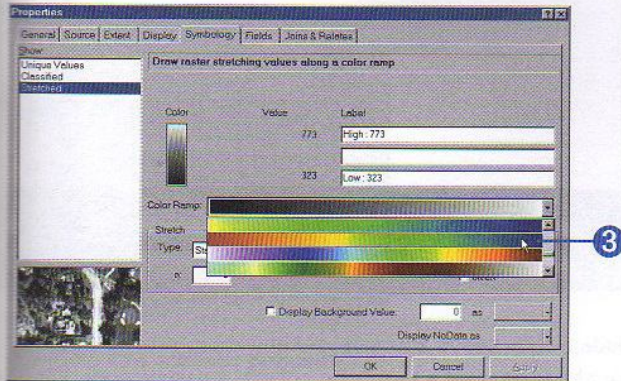 Properties
General Source Extent Display Symbology Fields Joins & Relates
Show:
Unique Values
Classified
Stretched
Draw raster stretching values along a color ramp
Color Value Label
773 High : 773
323 Low : 323
Color Ramp:
3
Stretch
Type:
n:
Display Background Value: 0 as
Display NoData as
OK Cancel Apply